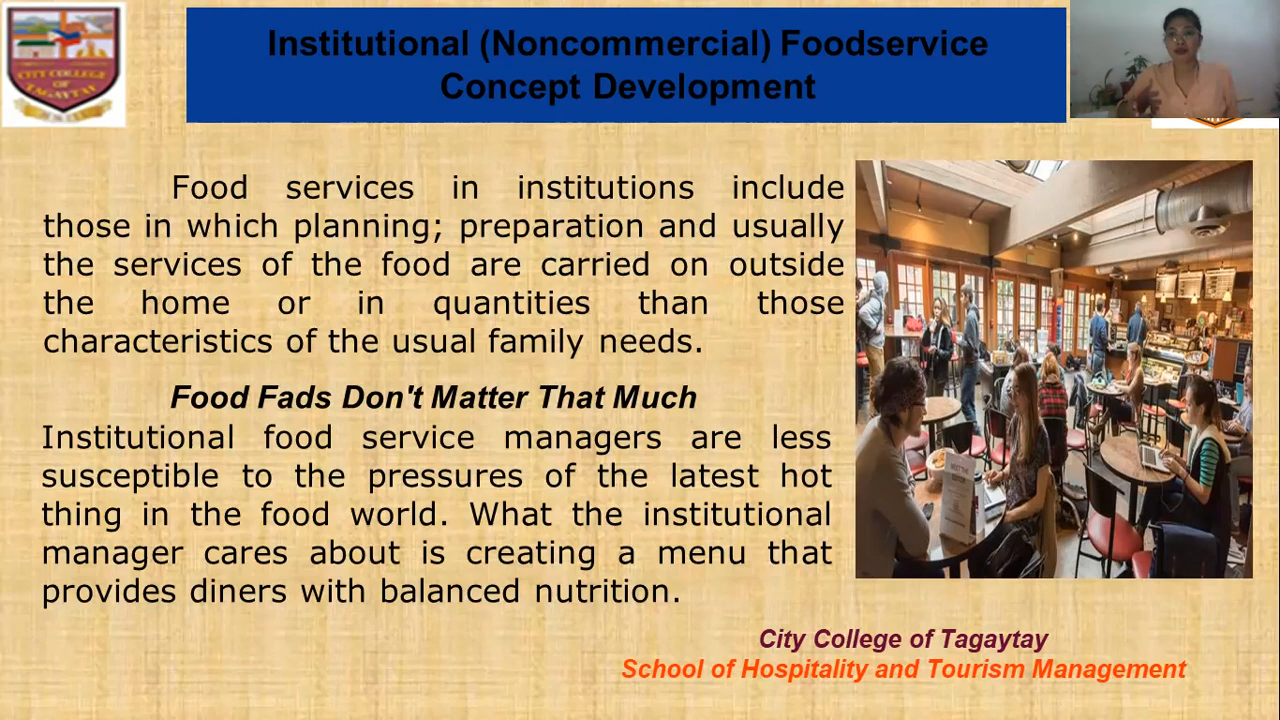 Institutional (Noncommercial) Foodservice
Concept Development
CITY COLLEGE
OF
TAGAYTAY
Food services in institutions include
those in which planning; preparation and usually
the services of the food are carried on outside
the home or in quantities than those
characteristics of the usual family needs.
Food Fads Don't Matter That Much
Institutional food service managers are less
susceptible to the pressures of the latest hot
thing in the food world. What the institutional
manager cares about is creating a menu that
provides diners with balanced nutrition.
City College of Tagaytay
School of Hospitality and Tourism Management